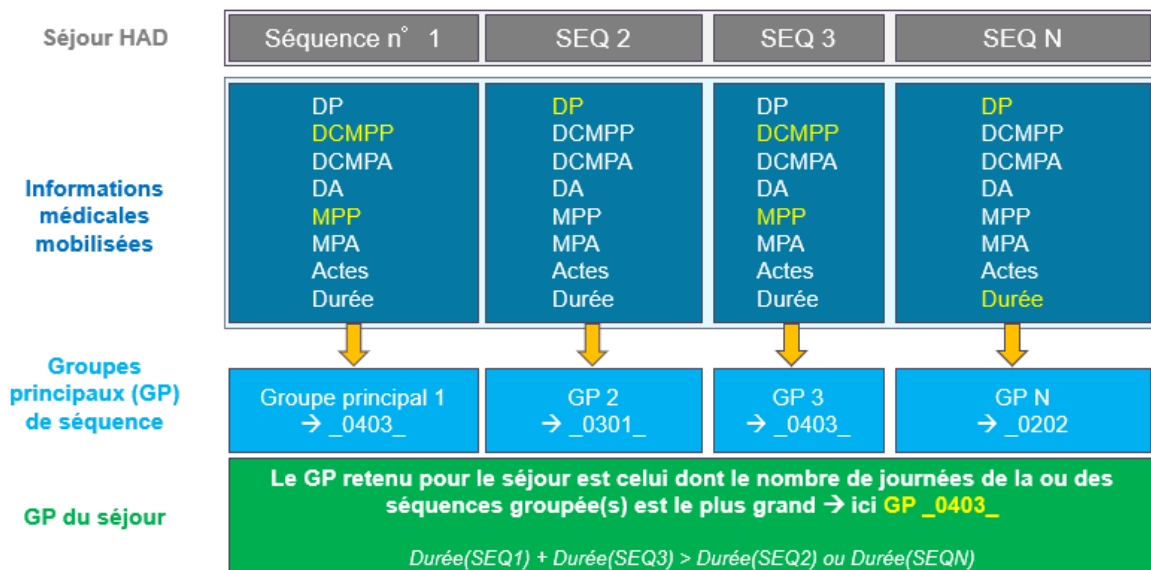 Séjour HAD
Séquence n° 1
SEQ 2
SEQ 3
SEQ N
Informations
médicales
mobilisées
DP
DCMPP
DCMPA
DA
MPP
MPA
Actes
Durée
DP
DCMPP
DCMPA
DA
MPP
MPA
Actes
Durée
DP
DCMPP
DCMPA
DA
MPP
MPA
Actes
Durée
DP
DCMPP
DCMPA
DA
MPP
MPA
Actes
Durée
Groupes
principaux (GP)
de séquence
Groupe principal 1
→ _0403_
GP 2
→ _0301_
GP 3
→ _0403_
GP N
→ _0202
GP du séjour
Le GP retenu pour le séjour est celui dont le nombre de journées de la ou des
séquences groupée(s) est le plus grand → ici GP _0403_
Durée(SEQ1) + Durée(SEQ3) > Durée(SEQ2) ou Durée(SEQN)